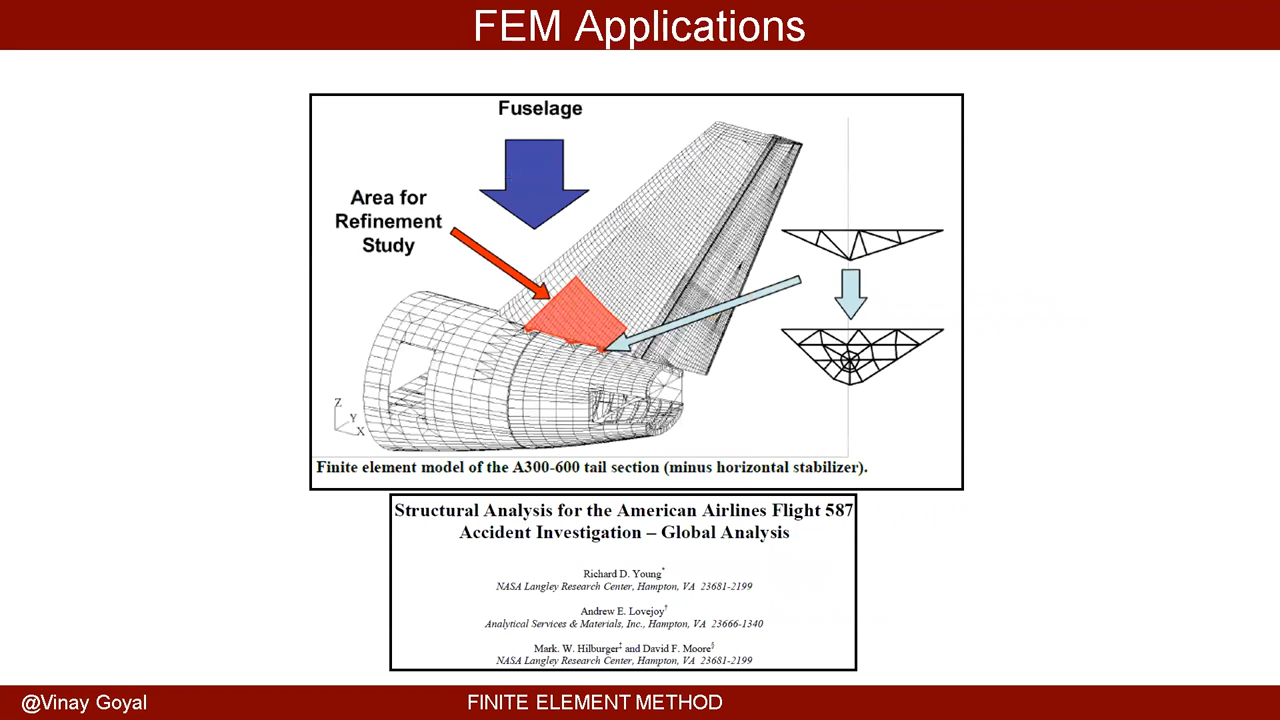 FEM Applications
Fuselage
Area for
Refinement
Study
Z
Y
X
Finite element model of the A300-600 tail section (minus horizontal stabilizer).
Structural Analysis for the American Airlines Flight 587
Accident Investigation – Global Analysis
Richard D. Young*
NASA Langley Research Center, Hampton, VA 23681-2199
Andrew E. Lovejoy†
Analytical Services & Materials, Inc., Hampton, VA 23666-1340
Mark. W. Hilburger‡ and David F. Moore§
NASA Langley Research Center, Hampton, VA 23681-2199
@Vinay Goyal
FINITE ELEMENT METHOD